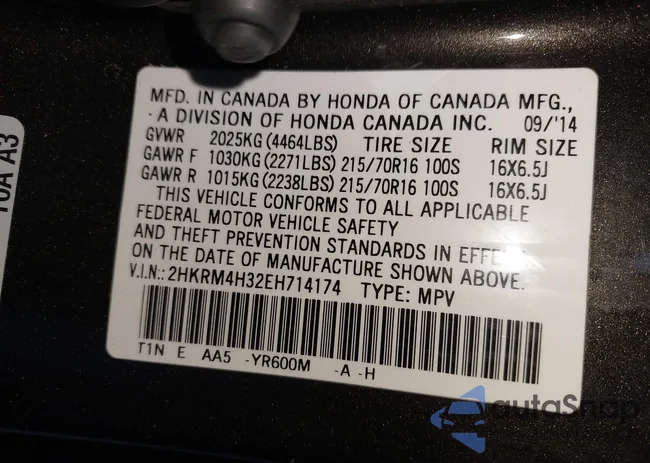 MFD. IN CANADA BY HONDA OF CANADA MFG.,
A DIVISION OF HONDA CANADA INC. 09/'14
GVWR 2025KG(4464LBS) TIRE SIZE RIM SIZE
GAWR F 1030KG(2271LBS) 215/70R16 100S 16X6.5J
GAWR R 1015KG(2238LBS) 215/70R16 100S 16X6.5J
THIS VEHICLE CONFORMS TO ALL APPLICABLE
FEDERAL MOTOR VEHICLE SAFETY
AND THEFT PREVENTION STANDARDS IN EFFECT
ON THE DATE OF MANUFACTURE SHOWN ABOVE.
V.I.N.: 2HKRM4H32EH714174 TYPE: MPV
T1N E AA5 -YR600M -A -H
A3
autoSnap